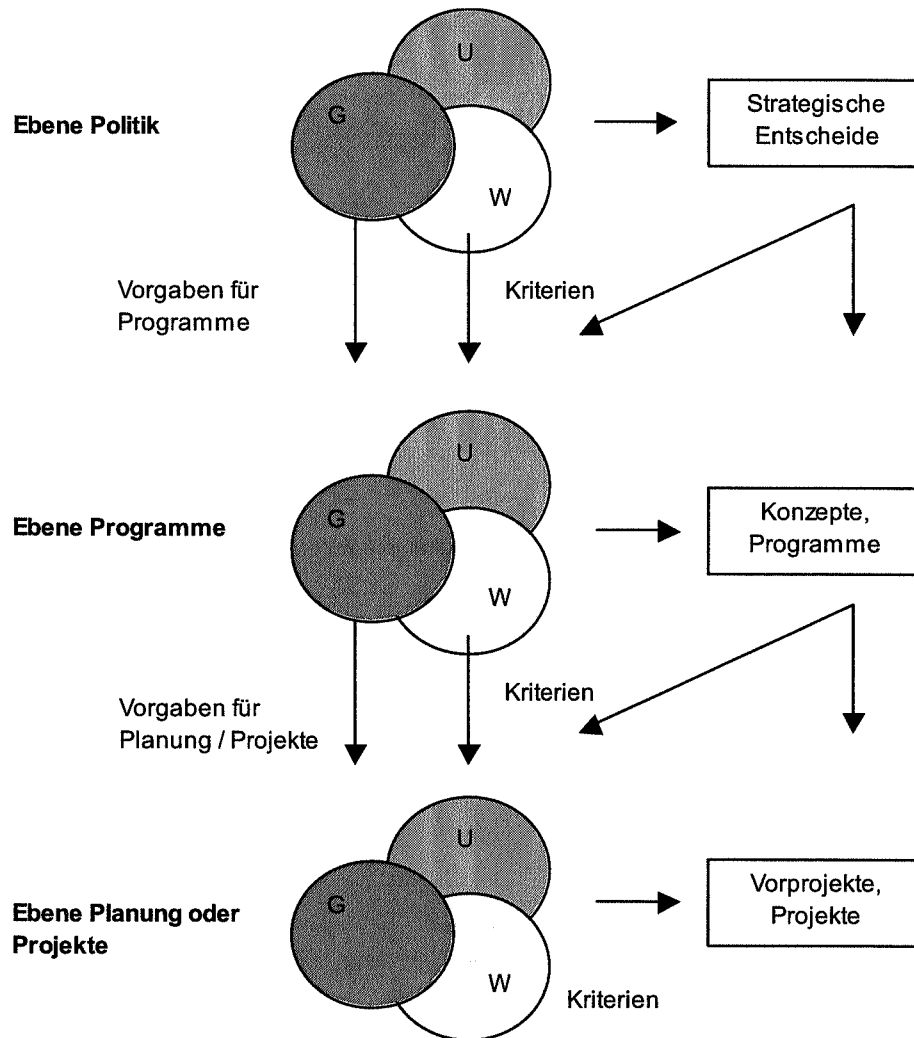 U
G
Ebene Politik
W
Strategische
Entscheide
Vorgaben für
Programme
Kriterien
U
G
Ebene Programme
W
Konzepte,
Programme
Vorgaben für
Planung / Projekte
Kriterien
U
G
Ebene Planung oder
Projekte
W
Kriterien
Vorprojekte,
Projekte